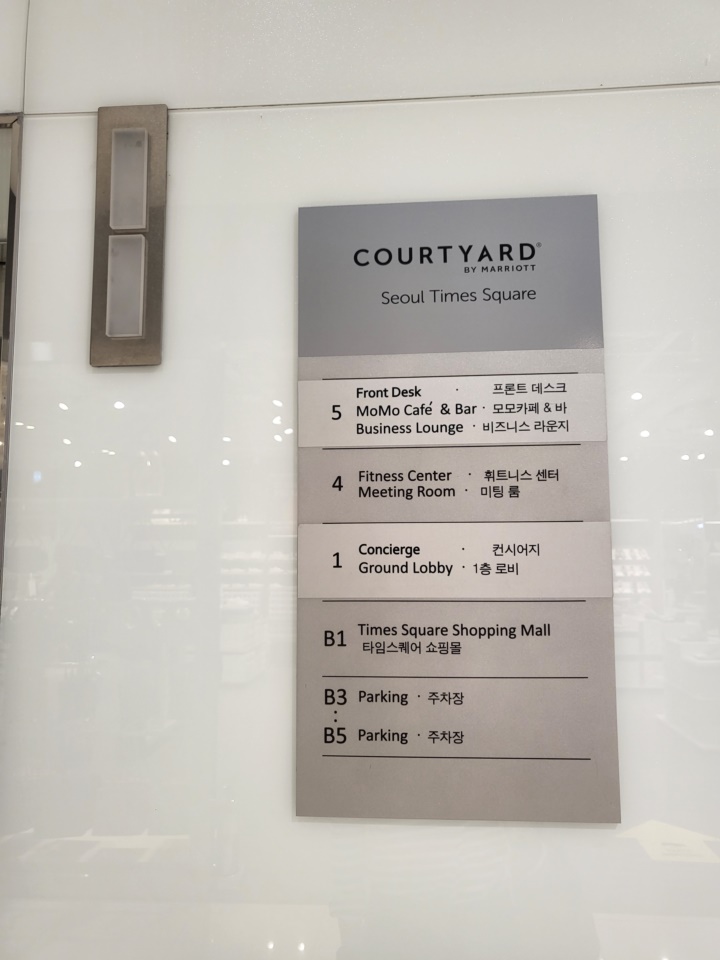 COURTYARD®
BY MARRIOTT
Seoul Times Square
5
Front Desk · 프론트 데스크
MoMo Café & Bar · 모모카페 & 바
Business Lounge · 비즈니스 라운지
4
Fitness Center · 휘트니스 센터
Meeting Room · 미팅 룸
1
Concierge · 컨시어지
Ground Lobby · 1층 로비
B1
Times Square Shopping Mall
타임스퀘어 쇼핑몰
B3 Parking · 주차장
:
B5 Parking · 주차장